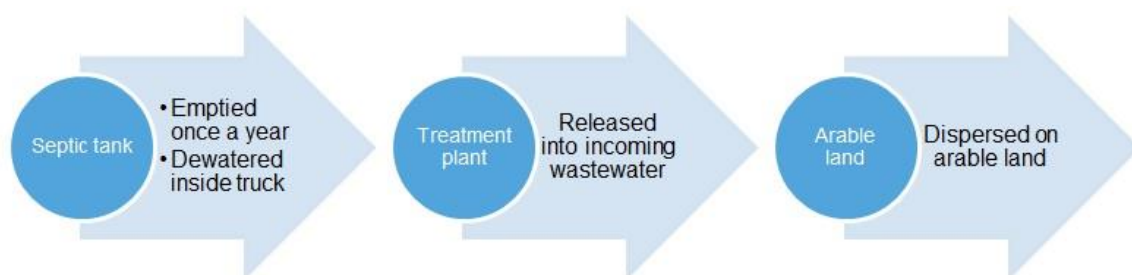 Septic tank
•Emptied
once a year
•Dewatered
inside truck
Treatment
plant
Released
into incoming
wastewater
Arable
land
Dispersed on
arable land